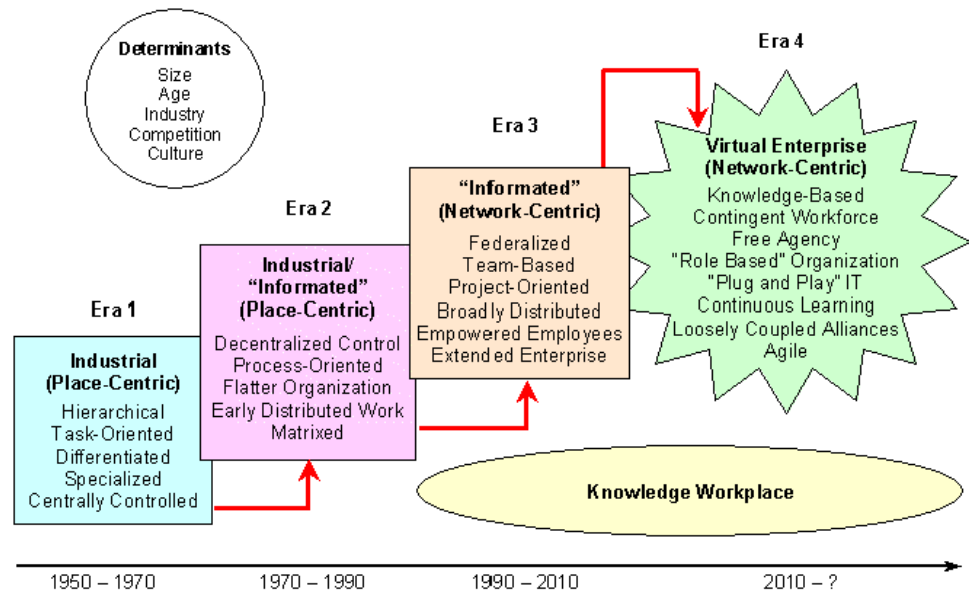 Determinants
Size
Age
Industry
Competition
Culture
Era 1
Industrial
(Place-Centric)
Hierarchical
Task-Oriented
Differentiated
Specialized
Centrally Controlled
Era 2
Industrial/
“Informated”
(Place-Centric)
Decentralized Control
Process-Oriented
Flatter Organization
Early Distributed Work
Matrixed
Era 3
“Informated”
(Network-Centric)
Federalized
Team-Based
Project-Oriented
Broadly Distributed
Empowered Employees
Extended Enterprise
Era 4
Virtual Enterprise
(Network-Centric)
Knowledge-Based
Contingent Workforce
Free Agency
"Role Based" Organization
"Plug and Play" IT
Continuous Learning
Loosely Coupled Alliances
Agile
Knowledge Workplace
1950 – 1970
1970 – 1990
1990 – 2010
2010 – ?